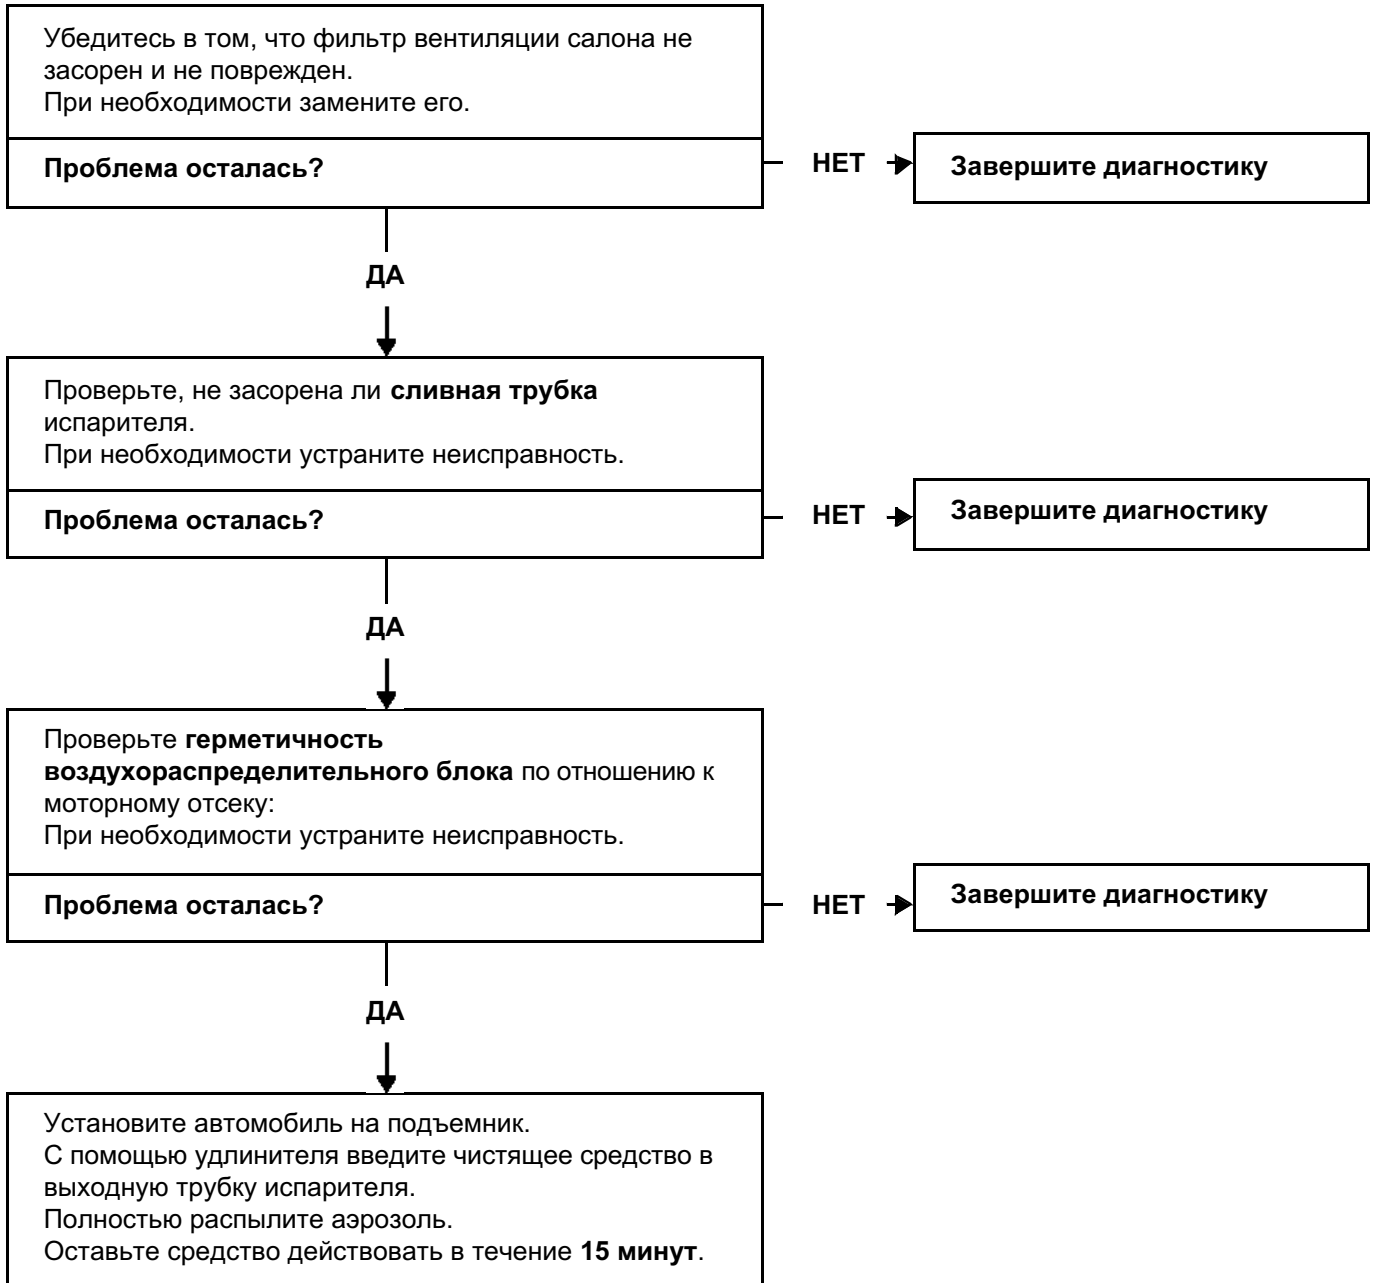 Убедитесь в том, что фильтр вентиляции салона не
засорен и не поврежден.
При необходимости замените его.
Проблема осталась?
НЕТ
Завершите диагностику
ДА
Проверьте, не засорена ли сливная трубка
испарителя.
При необходимости устраните неисправность.
Проблема осталась?
НЕТ
Завершите диагностику
ДА
Проверьте герметичность
воздухораспределительного блока по отношению к
моторному отсеку:
При необходимости устраните неисправность.
Проблема осталась?
НЕТ
Завершите диагностику
ДА
Установите автомобиль на подъемник.
С помощью удлинителя введите чистящее средство в
выходную трубку испарителя.
Полностью распылите аэрозоль.
Оставьте средство действовать в течение 15 минут.